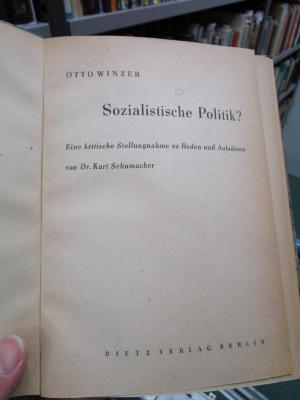 OTTO WINZER
Sozialistische Politik?
Eine kritische Stellungnahme zu Reden und Aufsätzen
von Dr. Kurt Schumacher
DIETZ VERLAG BERLIN